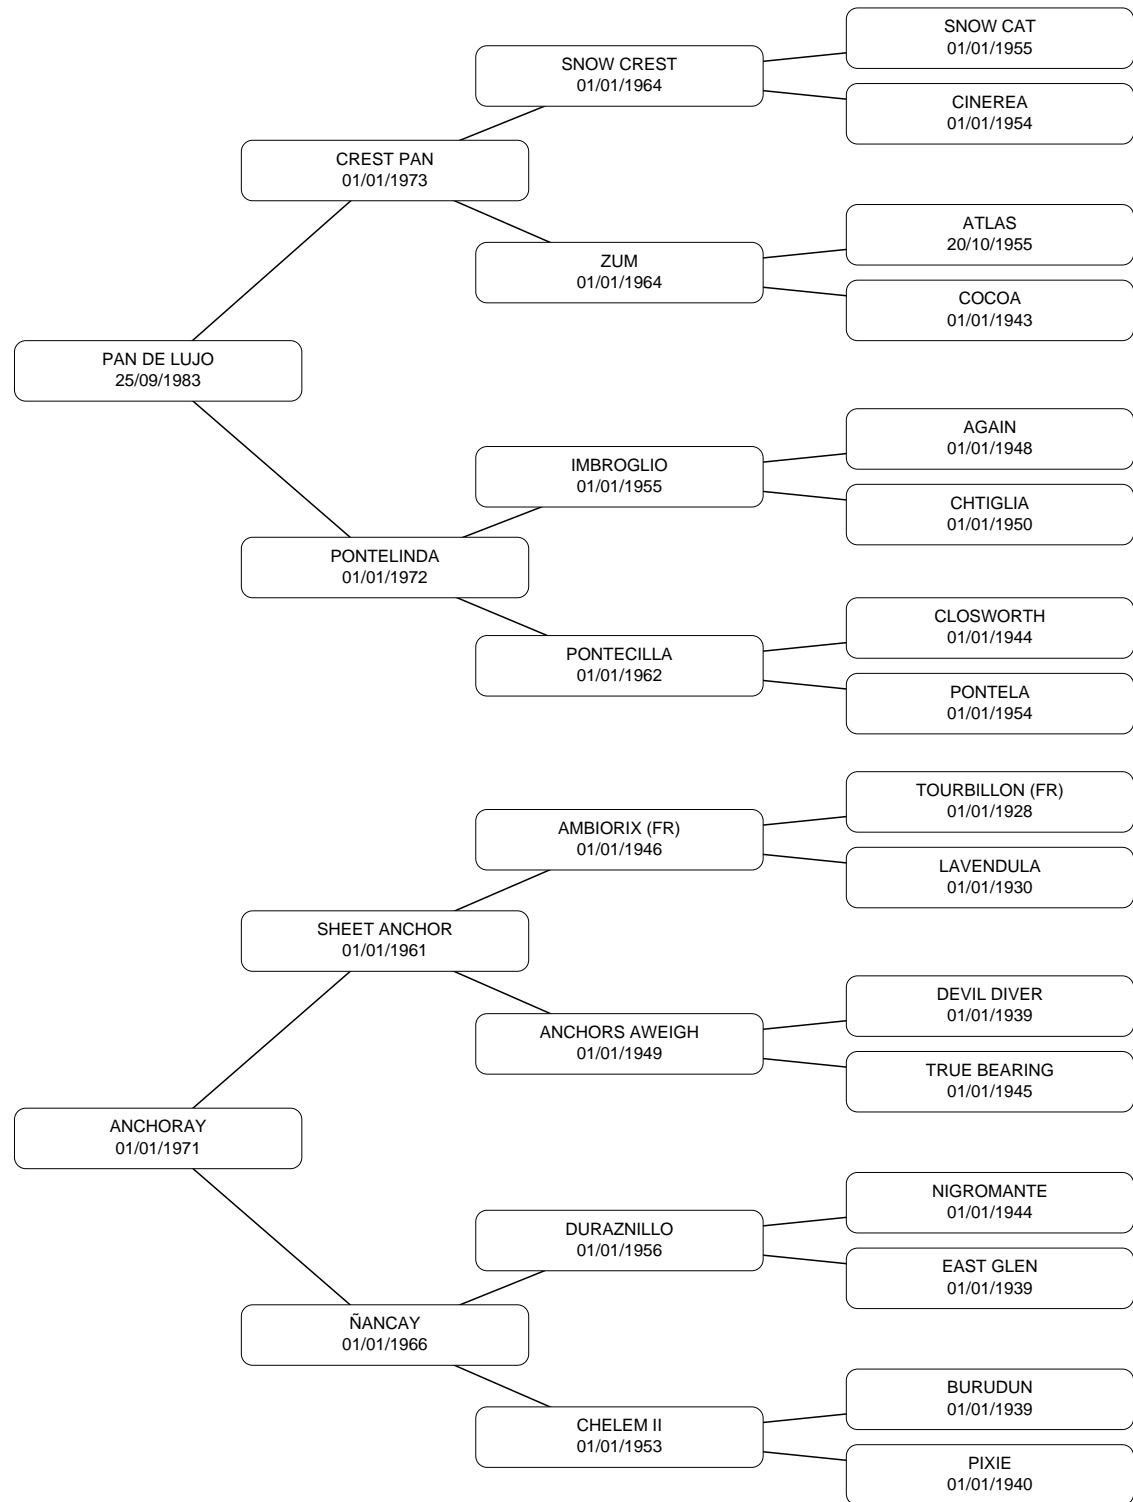 SNOW CAT
01/01/1955
SNOW CREST
01/01/1964
CINEREA
01/01/1954
CREST PAN
01/01/1973
ATLAS
20/10/1955
ZUM
01/01/1964
COCOA
01/01/1943
PAN DE LUJO
25/09/1983
AGAIN
01/01/1948
IMBROGLIO
01/01/1955
CHTIGLIA
01/01/1950
PONTELINDA
01/01/1972
CLOSWORTH
01/01/1944
PONTECILLA
01/01/1962
PONTELA
01/01/1954
TOURBILLON (FR)
01/01/1928
AMBIORIX (FR)
01/01/1946
LAVENDULA
01/01/1930
SHEET ANCHOR
01/01/1961
DEVIL DIVER
01/01/1939
ANCHORS AWEIGH
01/01/1949
TRUE BEARING
01/01/1945
ANCHORAY
01/01/1971
NIGROMANTE
01/01/1944
DURAZNILLO
01/01/1956
EAST GLEN
01/01/1939
ÑANCAY
01/01/1966
BURUDUN
01/01/1939
CHELEM II
01/01/1953
PIXIE
01/01/1940